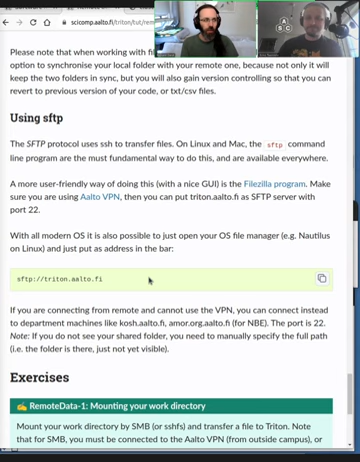 scicomp.aalto.fi/triton/tut/remo
Please note that when working with fi
option to synchronise your local folder with your remote one, because not only it will
keep the two folders in sync, but you will also gain version controlling so that you can
revert to previous version of your code, or txt/csv files.
Using sftp
The SFTP protocol uses ssh to transfer files. On Linux and Mac, the sftp command
line program are the must fundamental way to do this, and are available everywhere.
A more user-friendly way of doing this (with a nice GUI) is the Filezilla program. Make
sure you are using Aalto VPN, then you can put triton.aalto.fi as SFTP server with
port 22.
With all modern OS it is also possible to just open your OS file manager (e.g. Nautilus
on Linux) and just put as address in the bar:
sftp://triton.aalto.fi
If you are connecting from remote and cannot use the VPN, you can connect instead
to department machines like kosh.aalto.fi, amor.org.aalto.fi (for NBE). The port is 22.
Note: If you do not see your shared folder, you need to manually specify the full path
(i.e. the folder is there, just not yet visible).
Exercises
RemoteData-1: Mounting your work directory
Mount your work directory by SMB (or sshfs) and transfer a file to Triton. Note
that for SMB, you must be connected to the Aalto VPN (from outside campus), or